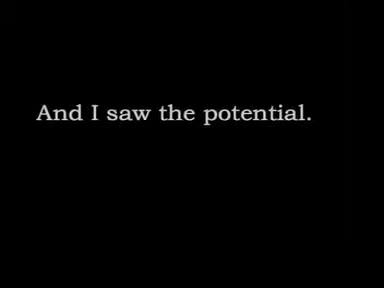 And I saw the potential.